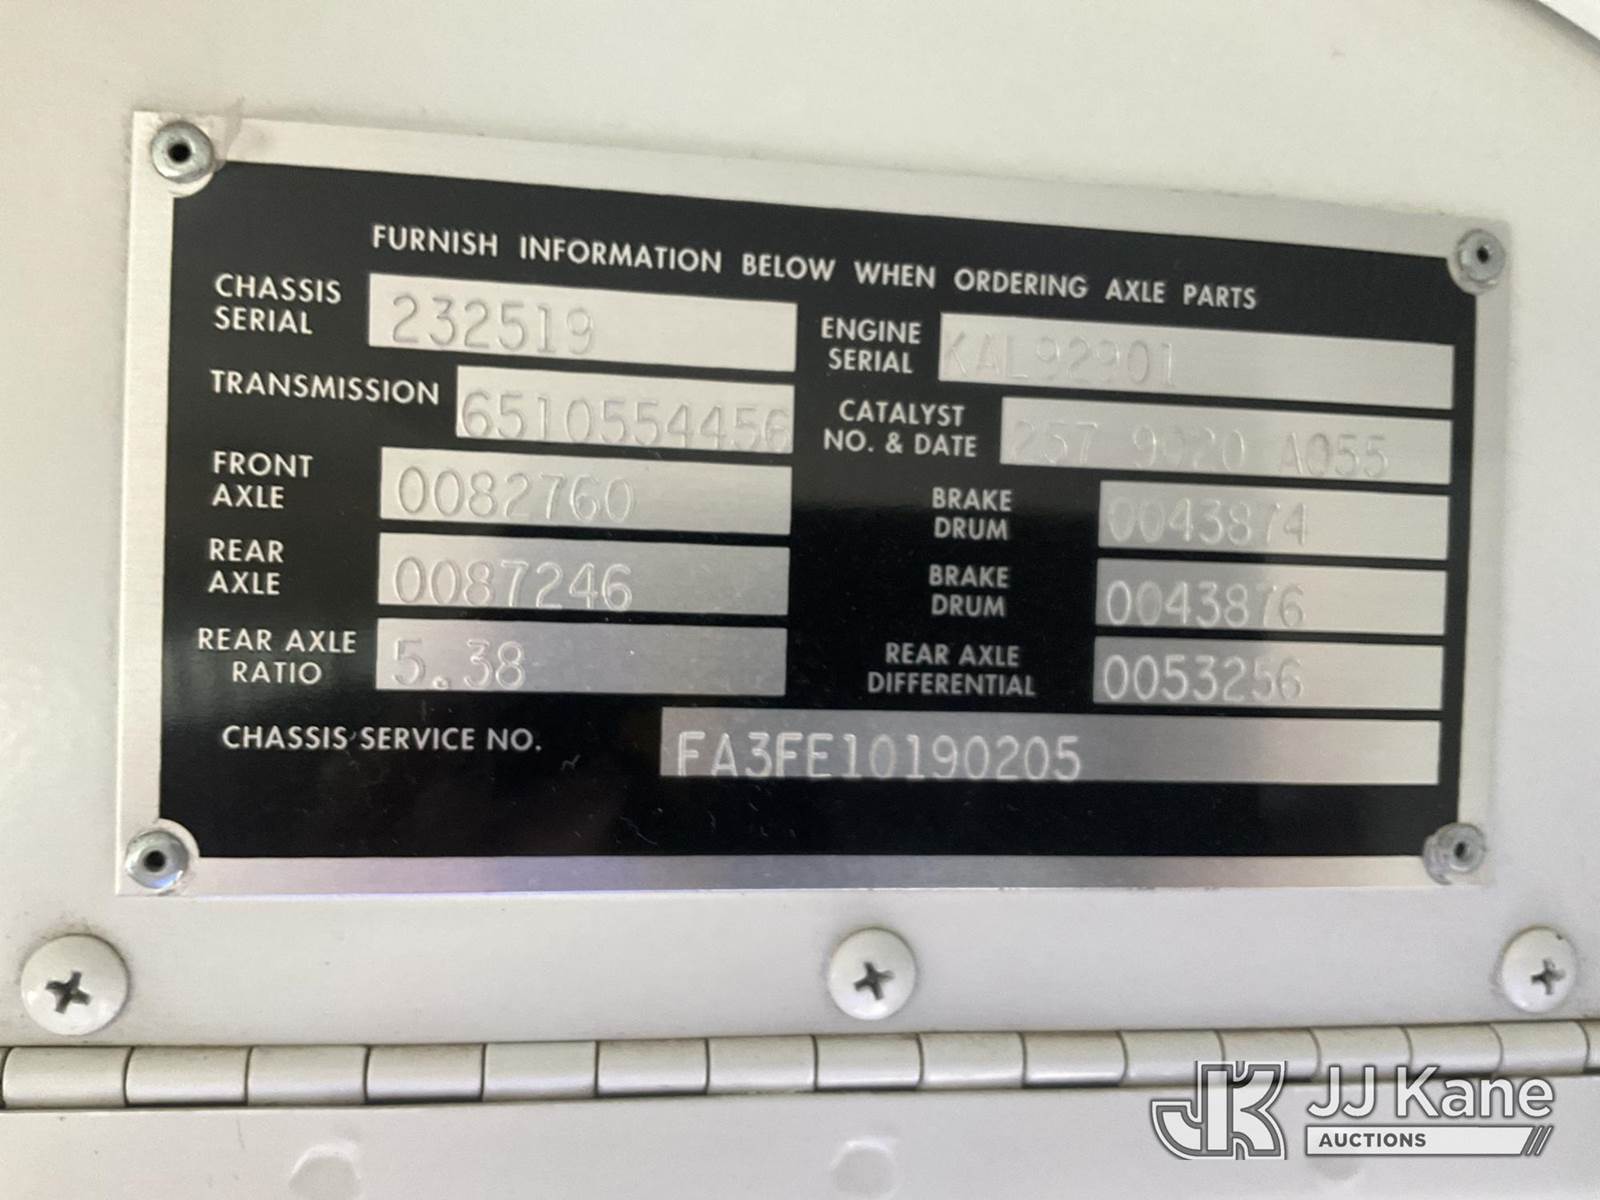 FURNISH INFORMATION BELOW WHEN ORDERING AXLE PARTS
CHASSIS SERIAL 232519
ENGINE SERIAL KAL92901
TRANSMISSION 6510554456
CATALYST NO. & DATE 257 9020 A055
FRONT AXLE 0082760
BRAKE DRUM 0043874
REAR AXLE 0087246
BRAKE DRUM 0043876
REAR AXLE RATIO 5.38
REAR AXLE DIFFERENTIAL 0053256
CHASSIS SERVICE NO. FA3FE10190205
JK JJ Kane
AUCTIONS